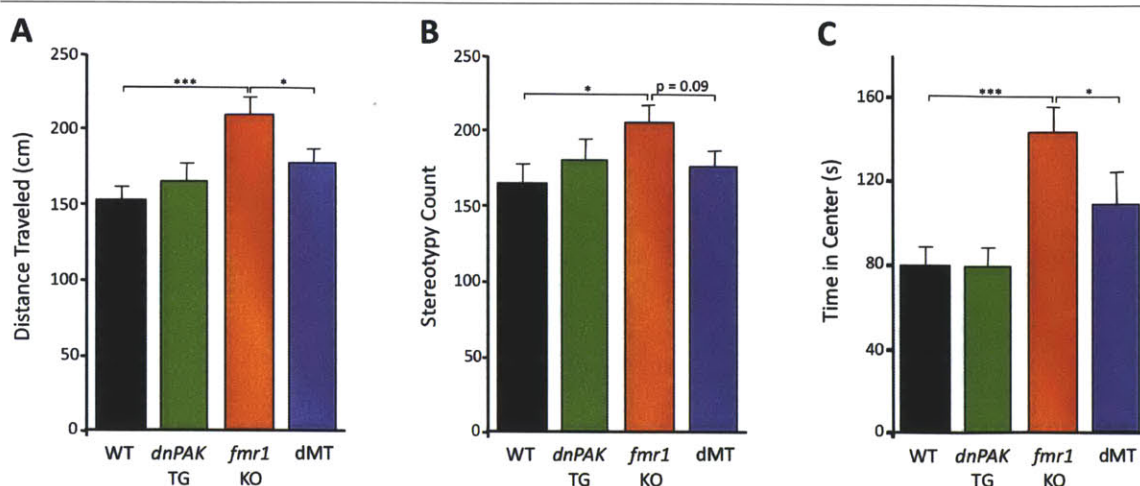 A
Distance Traveled (cm)
250
200
150
100
50
0
***
*
WT dnPAK fmr1 dMT
TG KO
B
Stereotypy Count
250
200
150
100
50
0
*
p = 0.09
WT dnPAK fmr1 dMT
TG KO
C
Time in Center (s)
160
120
80
40
0
***
*
WT dnPAK fmr1 dMT
TG KO